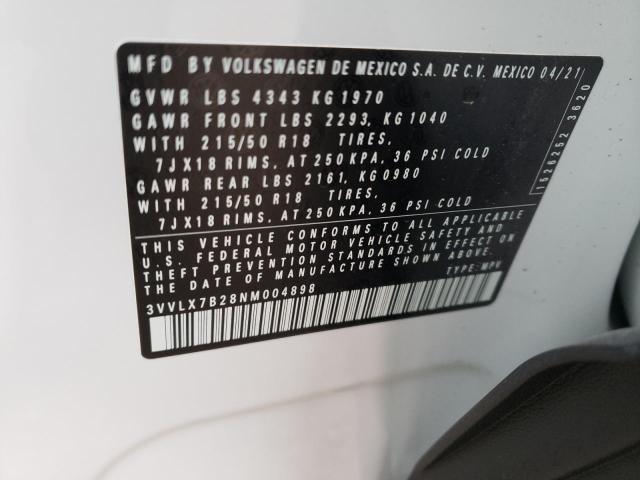 MFD BY VOLKSWAGEN DE MEXICO S.A. DE C.V. MEXICO 04/21
GVWR LBS 4343 KG 1970
GAWR FRONT LBS 2293, KG 1040
WITH 215/50 R18 TIRES,
7JX18 RIMS, AT 250 KPA, 36 PSI COLD
GAWR REAR LBS 2161, KG 0980
WITH 215/50 R18 TIRES,
7JX18 RIMS, AT 250 KPA, 36 PSI COLD
THIS VEHICLE CONFORMS TO ALL APPLICABLE
U.S. FEDERAL MOTOR VEHICLE SAFETY AND
THEFT PREVENTION STANDARDS IN EFFECT ON
THE DATE OF MANUFACTURE SHOWN ABOVE.
3VVLX7B28NM004898 TYPE: MPV
1526252 3620